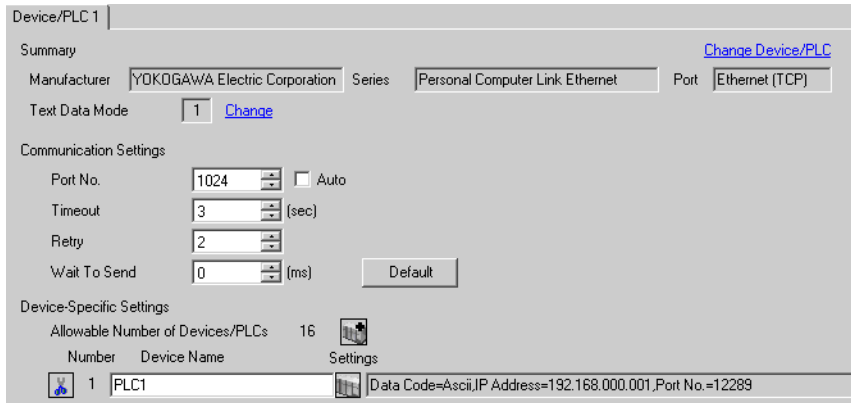 Device/PLC 1
Summary Change Device/PLC
Manufacturer YOKOGAWA Electric Corporation Series Personal Computer Link Ethernet Port Ethernet (TCP)
Text Data Mode 1 Change
Communication Settings
Port No. 1024 Auto
Timeout 3 (sec)
Retry 2
Wait To Send 0 (ms) Default
Device-Specific Settings
Allowable Number of Devices/PLCs 16
Number Device Name Settings
1 PLC1 Data Code=Ascii,IP Address=192.168.000.001,Port No.=12289